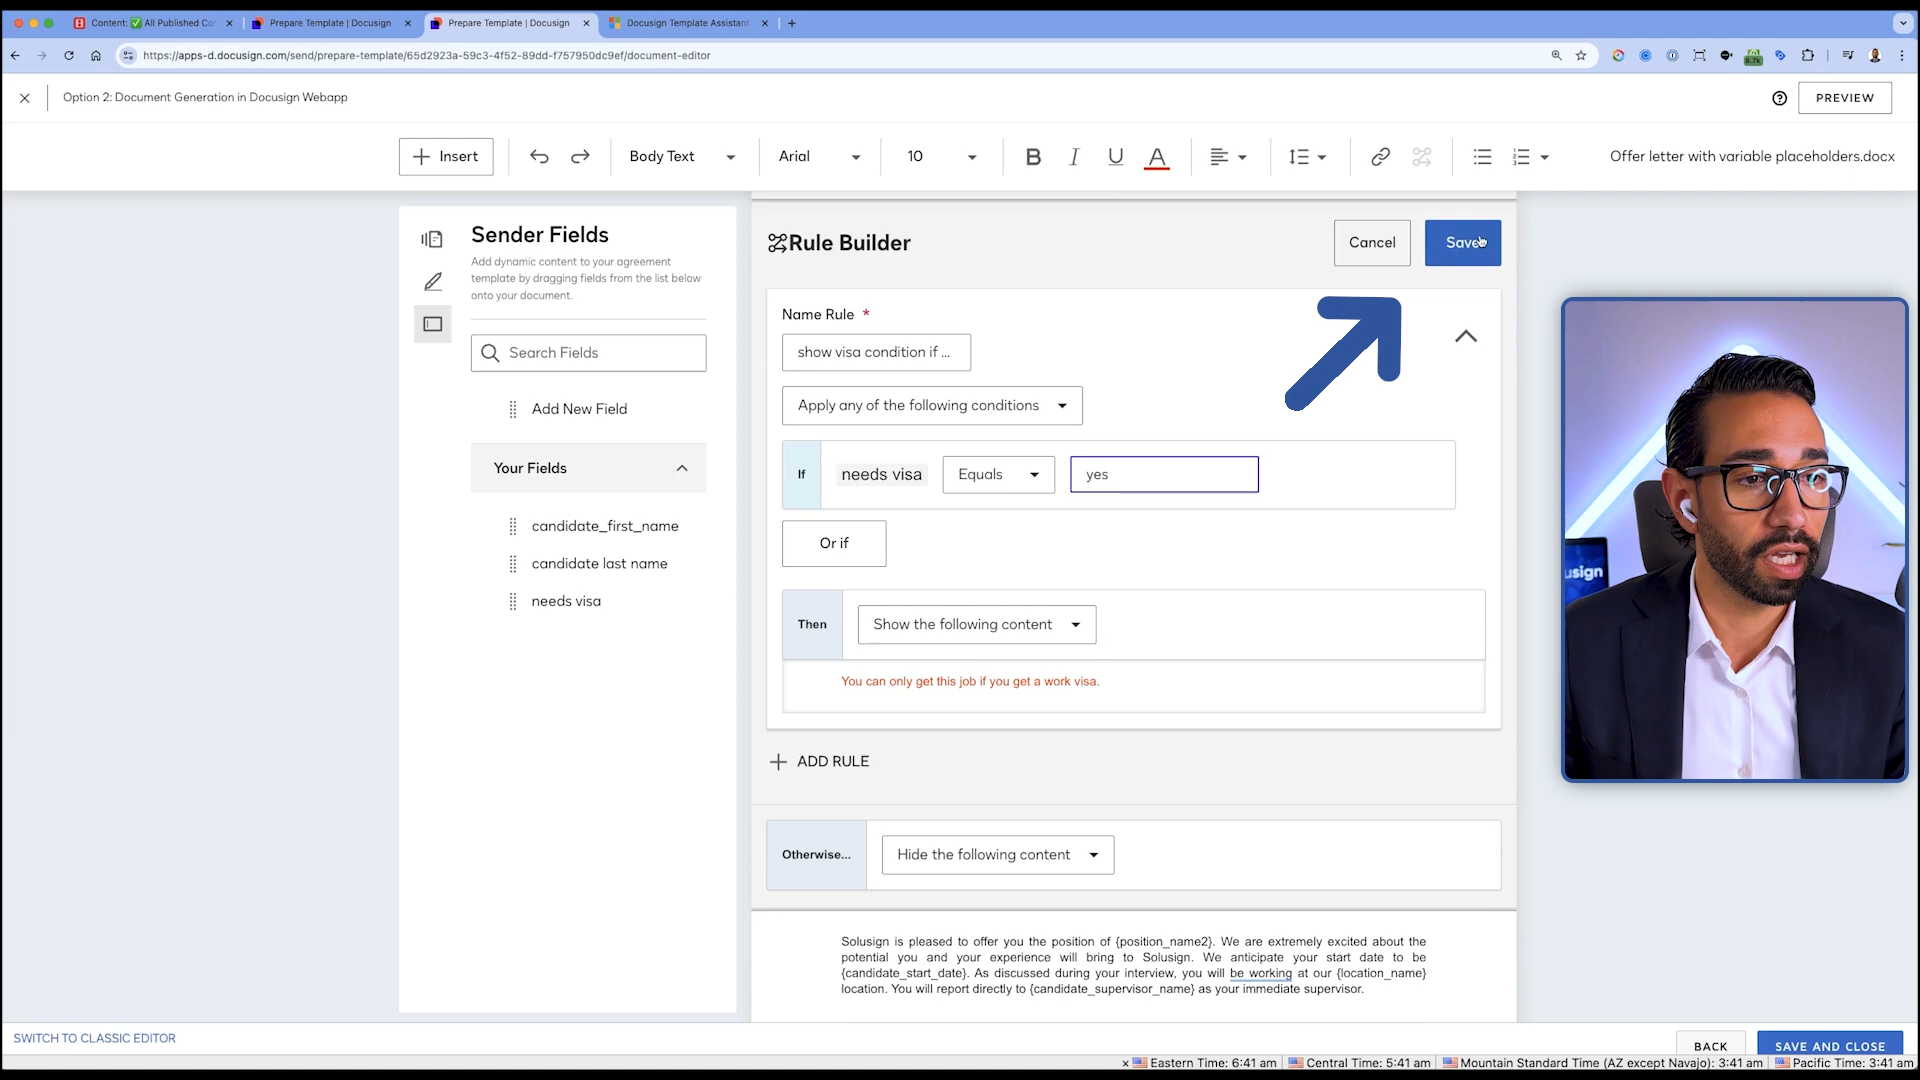 Content: ✅ All Published Co
Prepare Template | Docusign
Prepare Template | Docusign
Docusign Template Assistant
https://apps-d.docusign.com/send/prepare-template/65d2923a-59c3-4f52-89dd-f757950dc9ef/document-editor
8.7k
Option 2: Document Generation in Docusign Webapp
PREVIEW
Insert
Body Text
Arial
10
B
I
U
A
Offer letter with variable placeholders.docx
Sender Fields
Add dynamic content to your agreement
template by dragging fields from the list below
onto your document.
Search Fields
Add New Field
Your Fields
candidate_first_name
candidate last name
needs visa
Rule Builder
Cancel
Save
Name Rule *
show visa condition if ...
Apply any of the following conditions
If
needs visa
Equals
yes
Or if
Then
Show the following content
You can only get this job if you get a work visa.
ADD RULE
Otherwise...
Hide the following content
Solusign is pleased to offer you the position of {position_name2}. We are extremely excited about the
potential you and your experience will bring to Solusign. We anticipate your start date to be
{candidate_start_date}. As discussed during your interview, you will be working at our {location_name}
location. You will report directly to {candidate_supervisor_name} as your immediate supervisor.
usign
SWITCH TO CLASSIC EDITOR
BACK
SAVE AND CLOSE
Eastern Time: 6:41 am
Central Time: 5:41 am
Mountain Standard Time (AZ except Navajo): 3:41 am
Pacific Time: 3:41 am